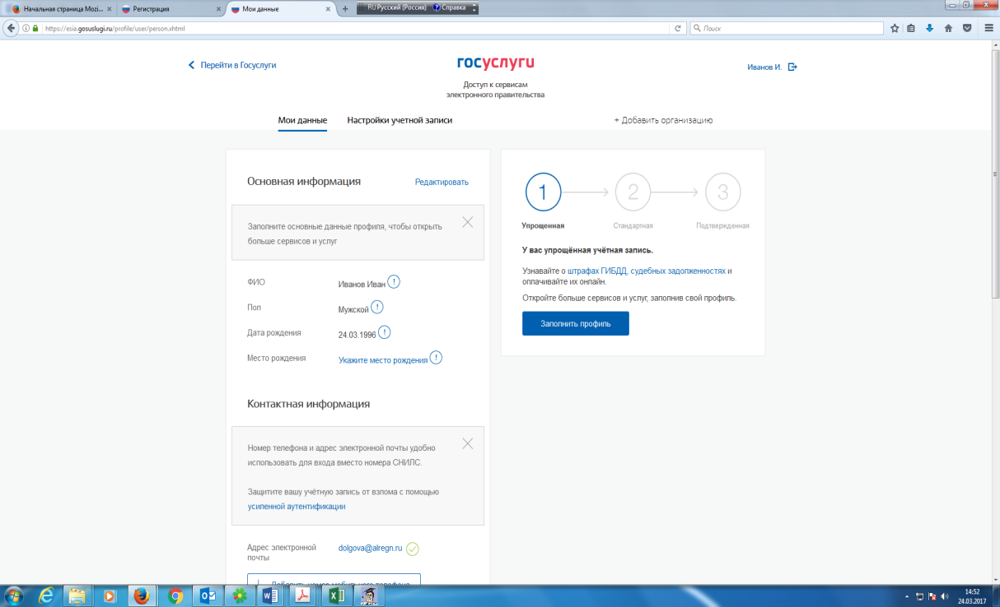 Начальная страница Mozi...
Регистрация
Мои данные
RU Русский (Россия)
Справка
https://esia.gosuslugi.ru/profile/user/person.xhtml
Поиск
Перейти в Госуслуги
госуслуги
Иванов И.
Доступ к сервисам
электронного правительства
Мои данные
Настройки учетной записи
+ Добавить организацию
Основная информация
Редактировать
Заполните основные данные профиля, чтобы открыть
больше сервисов и услуг
ФИО
Иванов Иван
Пол
Мужской
Дата рождения
24.03.1996
Место рождения
Укажите место рождения
Контактная информация
Номер телефона и адрес электронной почты удобно
использовать для входа вместо номера СНИЛС.
Защитите вашу учётную запись от взлома с помощью
усиленной аутентификации
Адрес электронной
почты
dolgova@alregn.ru
Добавить номер мобильного телефона
1
2
3
Упрощенная
Стандартная
Подтвержденная
У вас упрощённая учётная запись.
Узнавайте о штрафах ГИБДД, судебных задолженностях и
оплачивайте их онлайн.
Откройте больше сервисов и услуг, заполнив свой профиль.
Заполнить профиль
14:52
24.03.2017